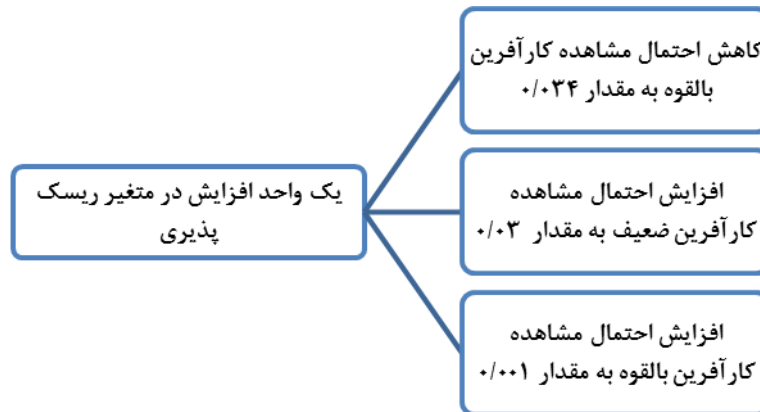 کاهش احتمال مشاهده کارآفرین
بالقوه به مقدار ۰/۰۳۴
یک واحد افزایش در متغیر ریسک
پذیری
افزایش احتمال مشاهده
کارآفرین ضعیف به مقدار ۰/۰۳
افزایش احتمال مشاهده
کارآفرین بالقوه به مقدار ۰/۰۰۱